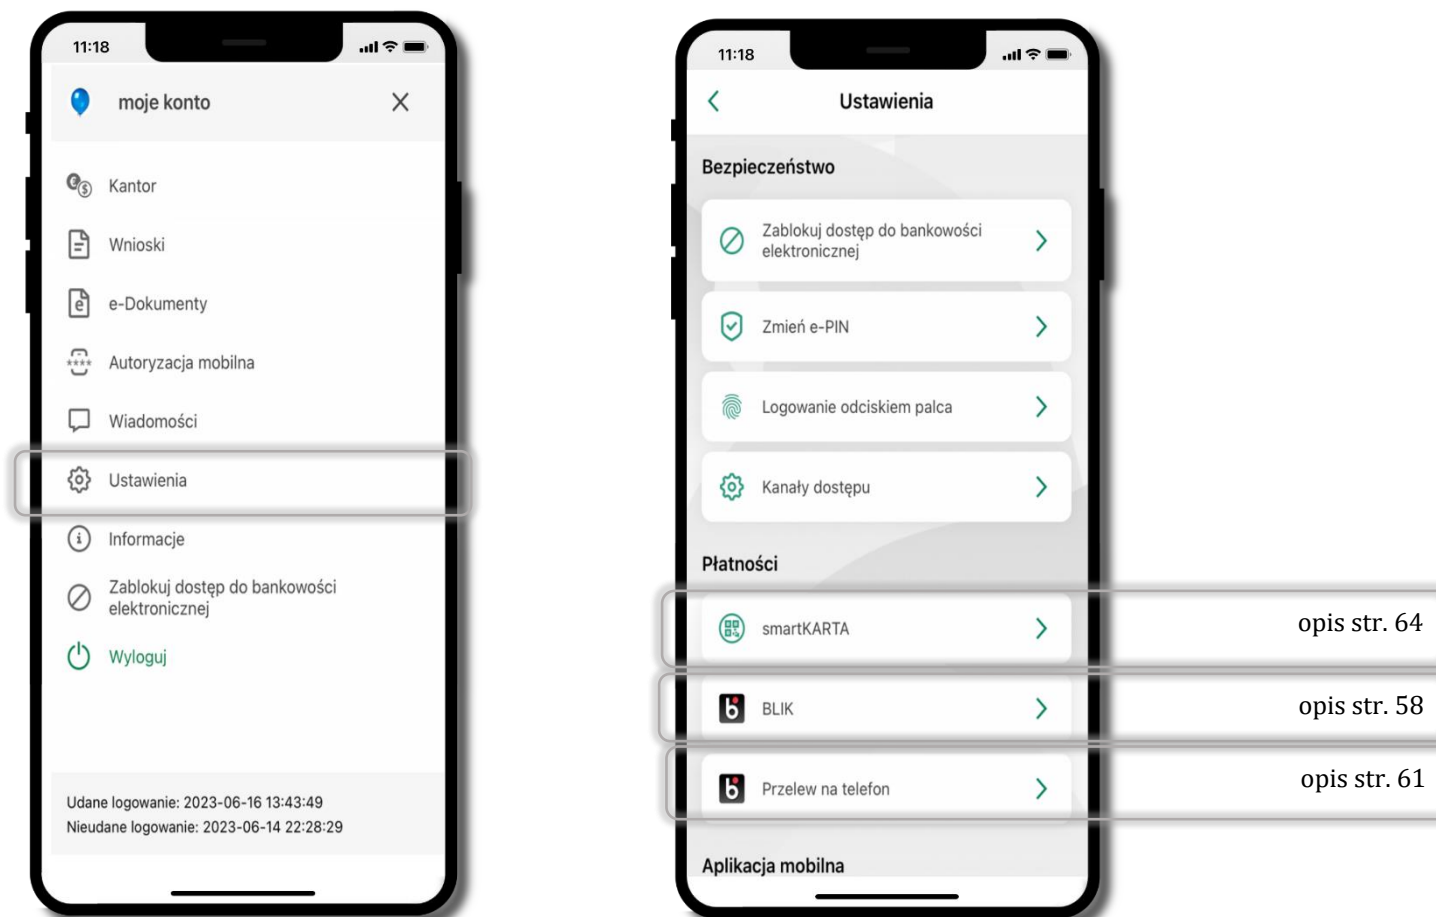 11:18
moje konto
Kantor
Wnioski
e-Dokumenty
Autoryzacja mobilna
Wiadomości
Ustawienia
Informacje
Zablokuj dostęp do bankowości
elektronicznej
Wyloguj
Udane logowanie: 2023-06-16 13:43:49
Nieudane logowanie: 2023-06-14 22:28:29
11:18
Ustawienia
Bezpieczeństwo
Zablokuj dostęp do bankowości
elektronicznej
Zmień e-PIN
Logowanie odciskiem palca
Kanały dostępu
Płatności
smartKARTA
opis str. 64
BLIK
opis str. 58
Przelew na telefon
opis str. 61
Aplikacja mobilna